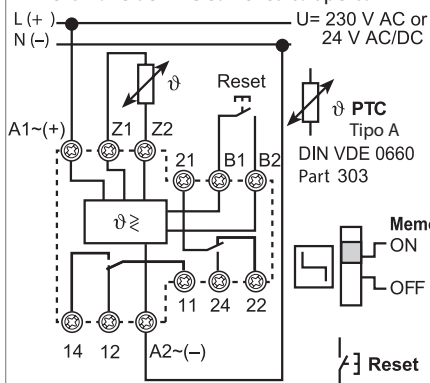 L (+)
U= 230 V AC or
N (−)
24 V AC/DC
ϑ
Reset
A1~(+)
Z1
Z2
ϑ PTC
Tipo A
DIN VDE 0660
Part 303
21
B1
B2
ϑ ≷
ON
OFF
11
24
22
14
12
A2~(−)
Reset